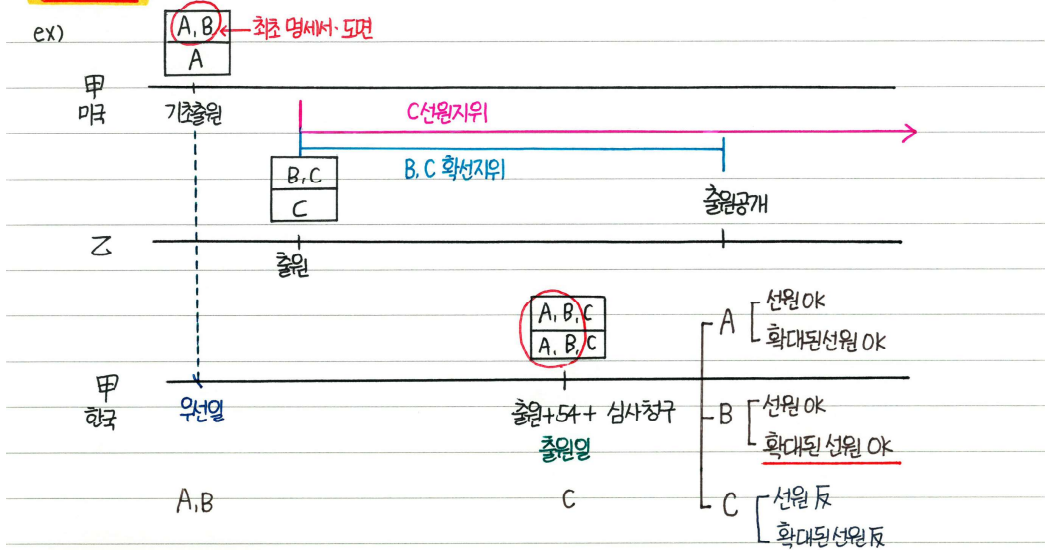 ex)
A, B ← 최초 명세서·도면
A
甲
미국
기초출원
C선원지위
B, C 확선지위
B, C
C
출원공개
乙
출원
A, B, C
A, B, C
甲
한국
우선일
출원+54+ 심사청구
출원일
A, B
C
A
선원 OK
확대된선원 OK
B
선원 OK
확대된 선원 OK
C
선원 反
확대된선원 反